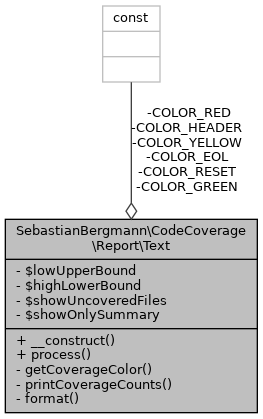 const
-COLOR_RED
-COLOR_HEADER
-COLOR_YELLOW
-COLOR_EOL
-COLOR_RESET
-COLOR_GREEN
SebastianBergmann\CodeCoverage
\Report\Text
- $lowUpperBound
- $highLowerBound
- $showUncoveredFiles
- $showOnlySummary
+ __construct()
+ process()
- getCoverageColor()
- printCoverageCounts()
- format()